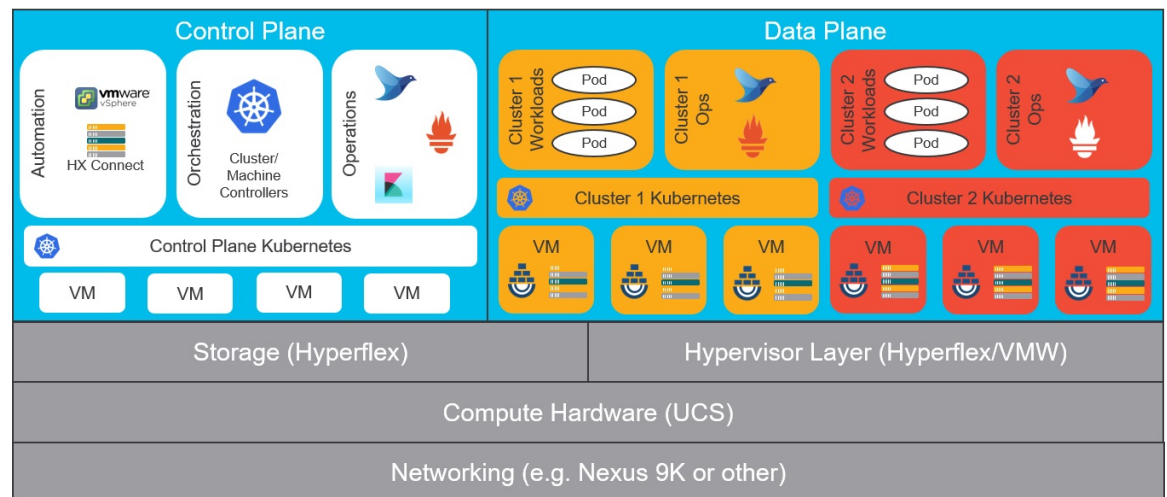 Control Plane
Data Plane
Automation
vmware
vSphere
HX Connect
Orchestration
Cluster/
Machine
Controllers
Operations
Cluster 1
Workloads
Pod
Pod
Pod
Cluster 1
Ops
Cluster 2
Workloads
Pod
Pod
Pod
Cluster 2
Ops
Control Plane Kubernetes
Cluster 1 Kubernetes
Cluster 2 Kubernetes
VM
VM
VM
VM
VM
VM
VM
VM
VM
VM
Storage (Hyperflex)
Hypervisor Layer (Hyperflex/VMW)
Compute Hardware (UCS)
Networking (e.g. Nexus 9K or other)